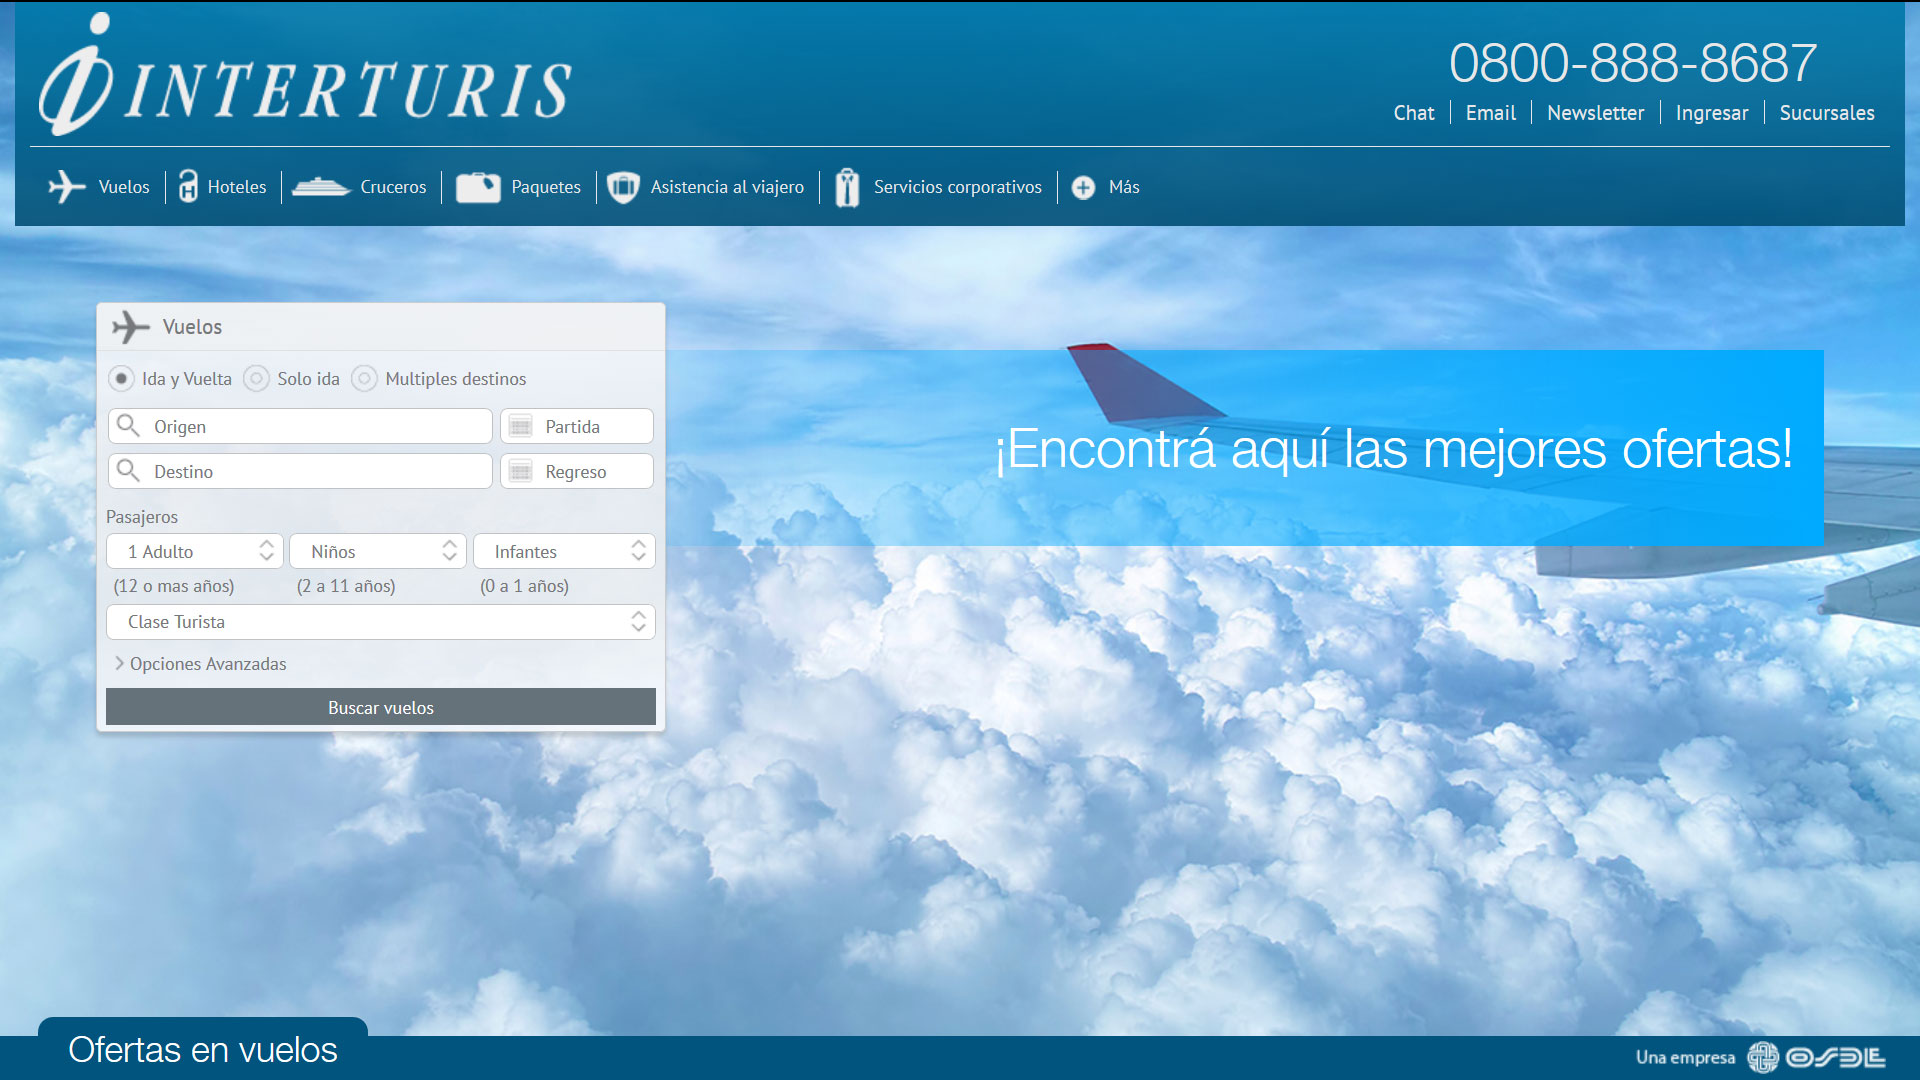 INTERTURIS
0800-888-8687
Chat
Email
Newsletter
Ingresar
Sucursales
Vuelos
Hoteles
Cruceros
Paquetes
Asistencia al viajero
Servicios corporativos
Más
Vuelos
Ida y Vuelta
Solo ida
Multiples destinos
Origen
Partida
Destino
Regreso
Pasajeros
1 Adulto
Niños
Infantes
(12 o mas años)
(2 a 11 años)
(0 a 1 años)
Clase Turista
Opciones Avanzadas
Buscar vuelos
¡Encontrá aquí las mejores ofertas!
Ofertas en vuelos
Una empresa OSDE